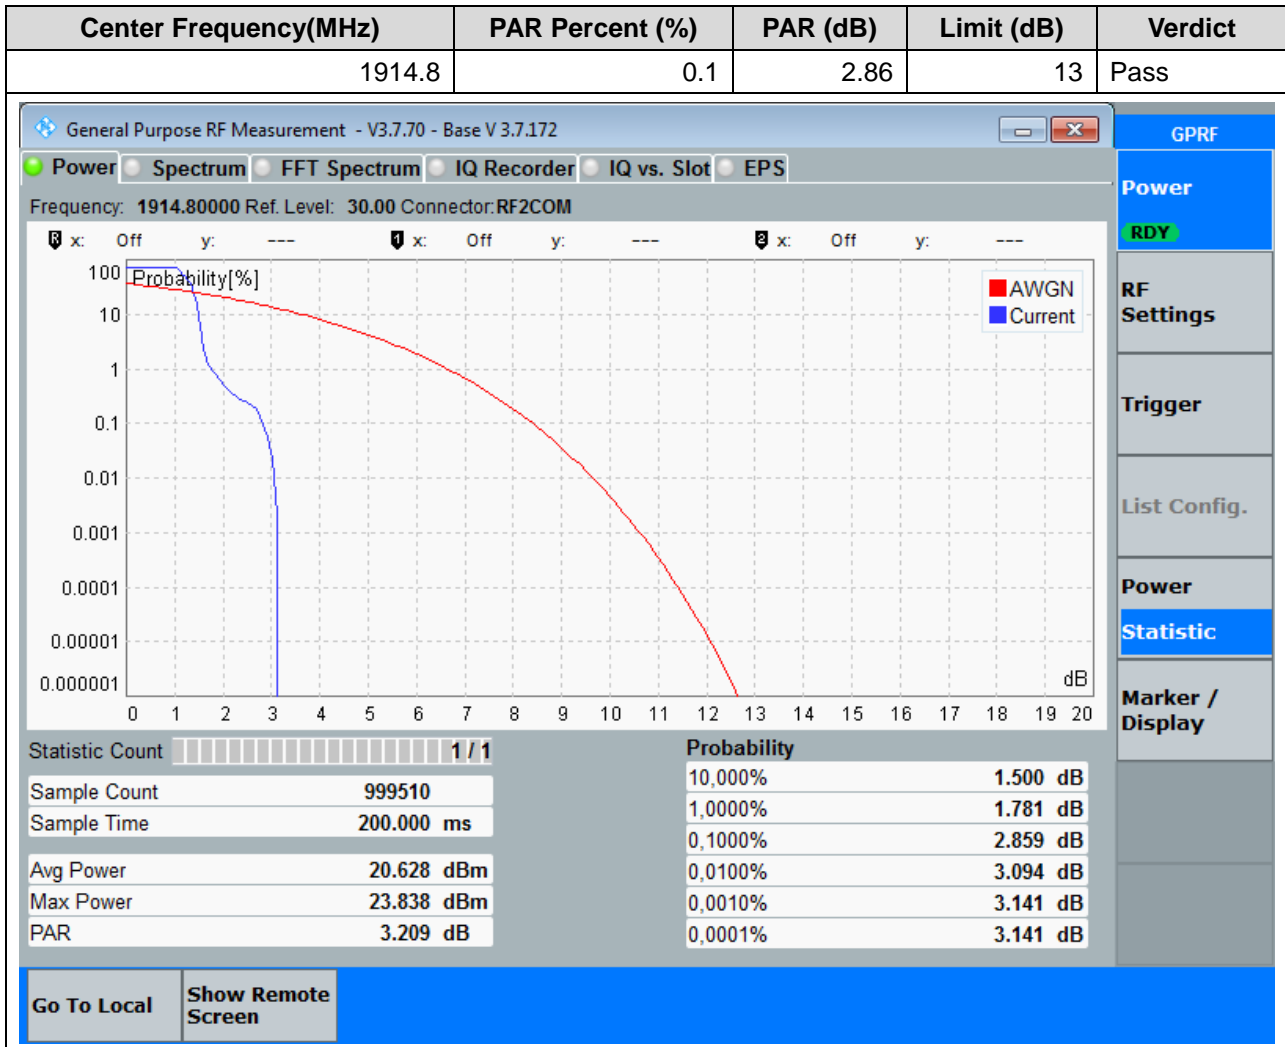 Center Frequency(MHz) PAR Percent (%) PAR (dB) Limit (dB) Verdict
1914.8 0.1 2.86 13 Pass
General Purpose RF Measurement - V3.7.70 - Base V 3.7.172
GPRF
Power Spectrum FFT Spectrum IQ Recorder IQ vs. Slot EPS
Power
RDY
Frequency: 1914.80000 Ref. Level: 30.00 Connector:RF2COM
R x: Off y: --- 1 x: Off y: --- 2 x: Off y: ---
Probability[%]
AWGN
Current
100
10
1
0.1
0.01
0.001
0.0001
0.00001
0.000001
dB
0 1 2 3 4 5 6 7 8 9 10 11 12 13 14 15 16 17 18 19 20
RF
Settings
Trigger
List Config.
Power
Statistic
Marker /
Display
Statistic Count 1 / 1
Sample Count 999510
Sample Time 200.000 ms
Avg Power 20.628 dBm
Max Power 23.838 dBm
PAR 3.209 dB
Probability
10,000% 1.500 dB
1,0000% 1.781 dB
0,1000% 2.859 dB
0,0100% 3.094 dB
0,0010% 3.141 dB
0,0001% 3.141 dB
Go To Local
Show Remote
Screen